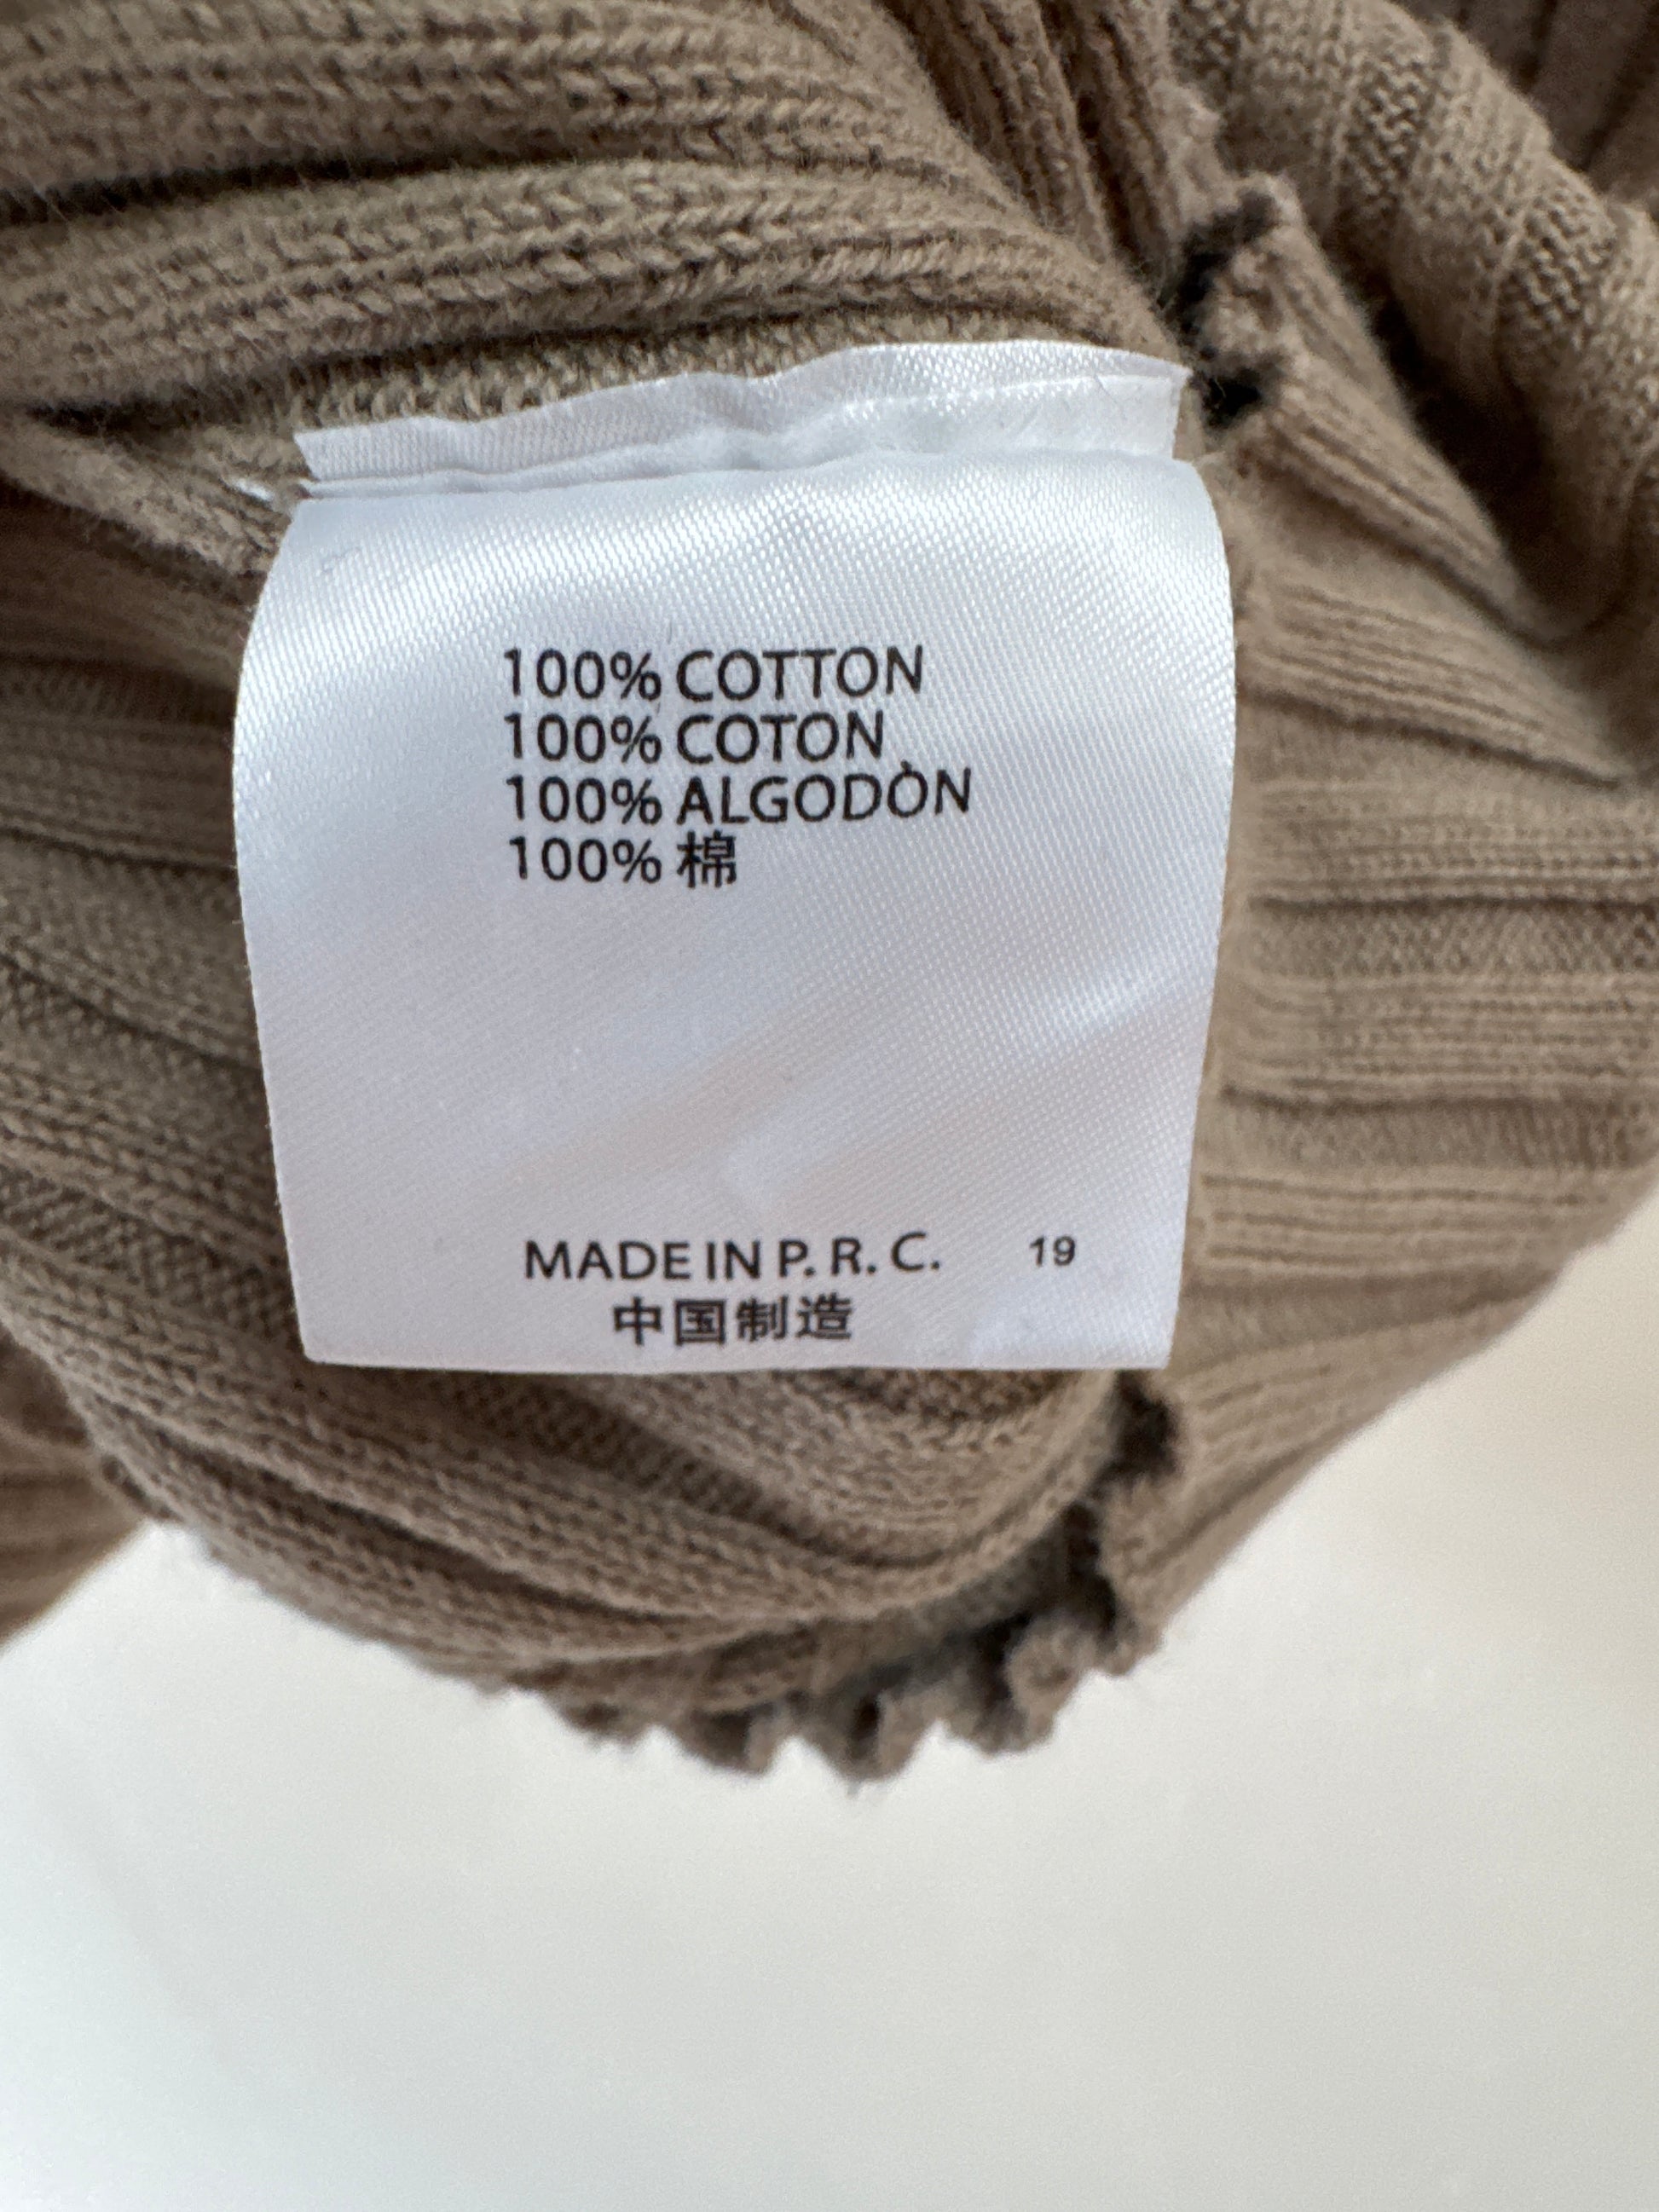 100% COTTON
100% COTON
100% ALGODÒN
100% 棉
MADE IN P. R. C. 19
中国制造